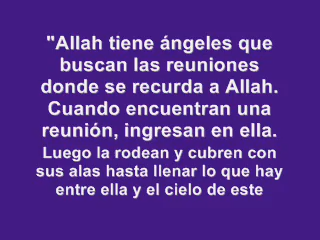 "Allah tiene ángeles que
buscan las reuniones
donde se recurda a Allah.
Cuando encuentran una
reunión, ingresan en ella.
Luego la rodean y cubren con
sus alas hasta llenar lo que hay
entre ella y el cielo de este